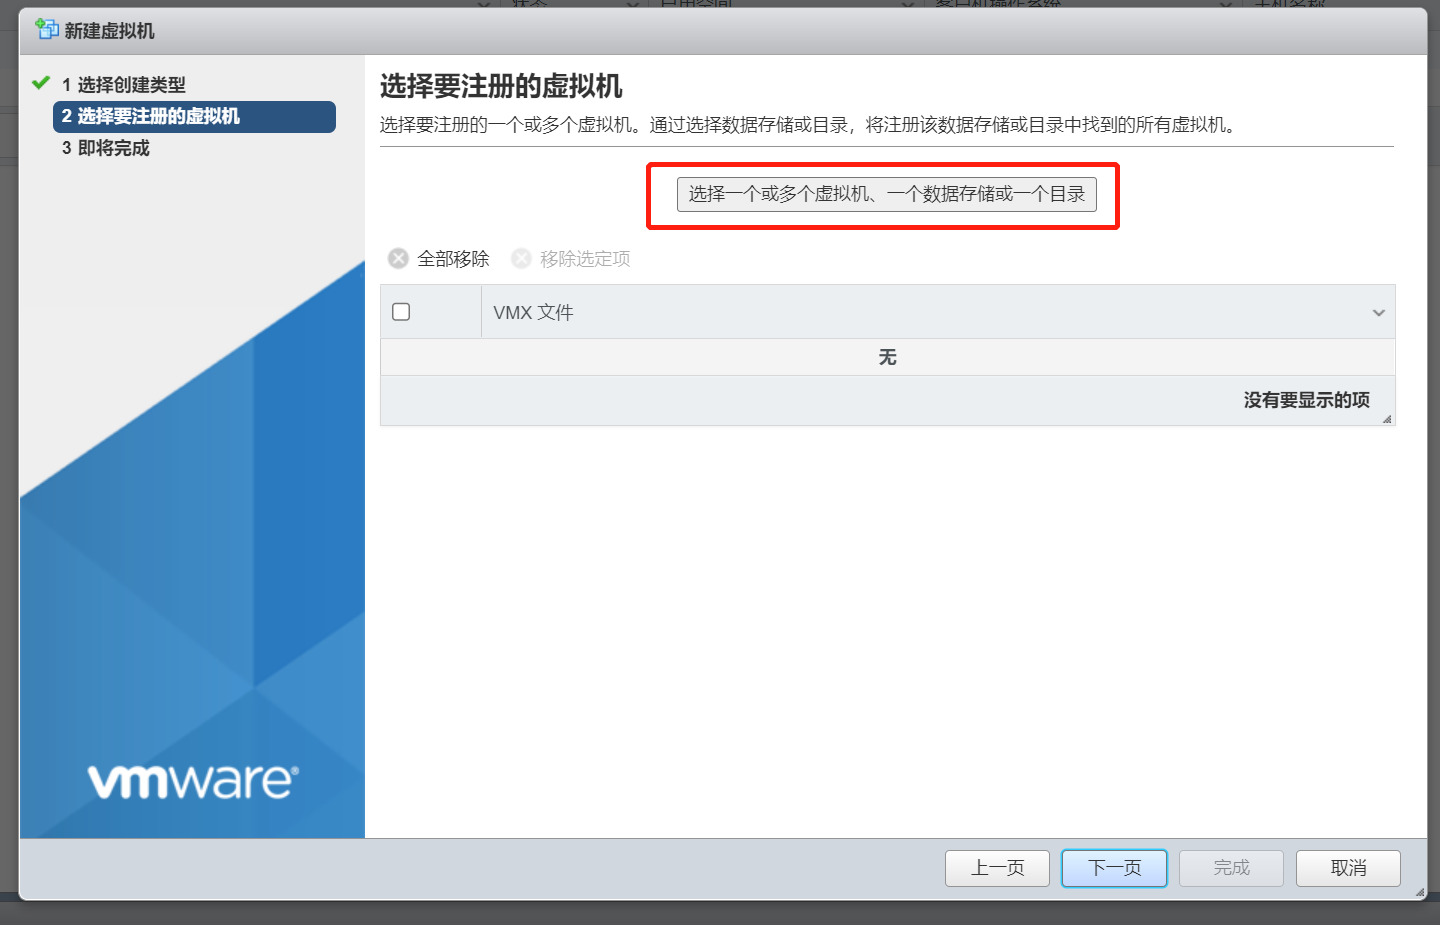 新建虚拟机
1 选择创建类型
2 选择要注册的虚拟机
3 即将完成
选择要注册的虚拟机
选择要注册的一个或多个虚拟机。通过选择数据存储或目录，将注册该数据存储或目录中找到的所有虚拟机。
选择一个或多个虚拟机、一个数据存储或一个目录
全部移除 移除选定项
VMX 文件
无
没有要显示的项
vmware®
上一页 下一页 完成 取消